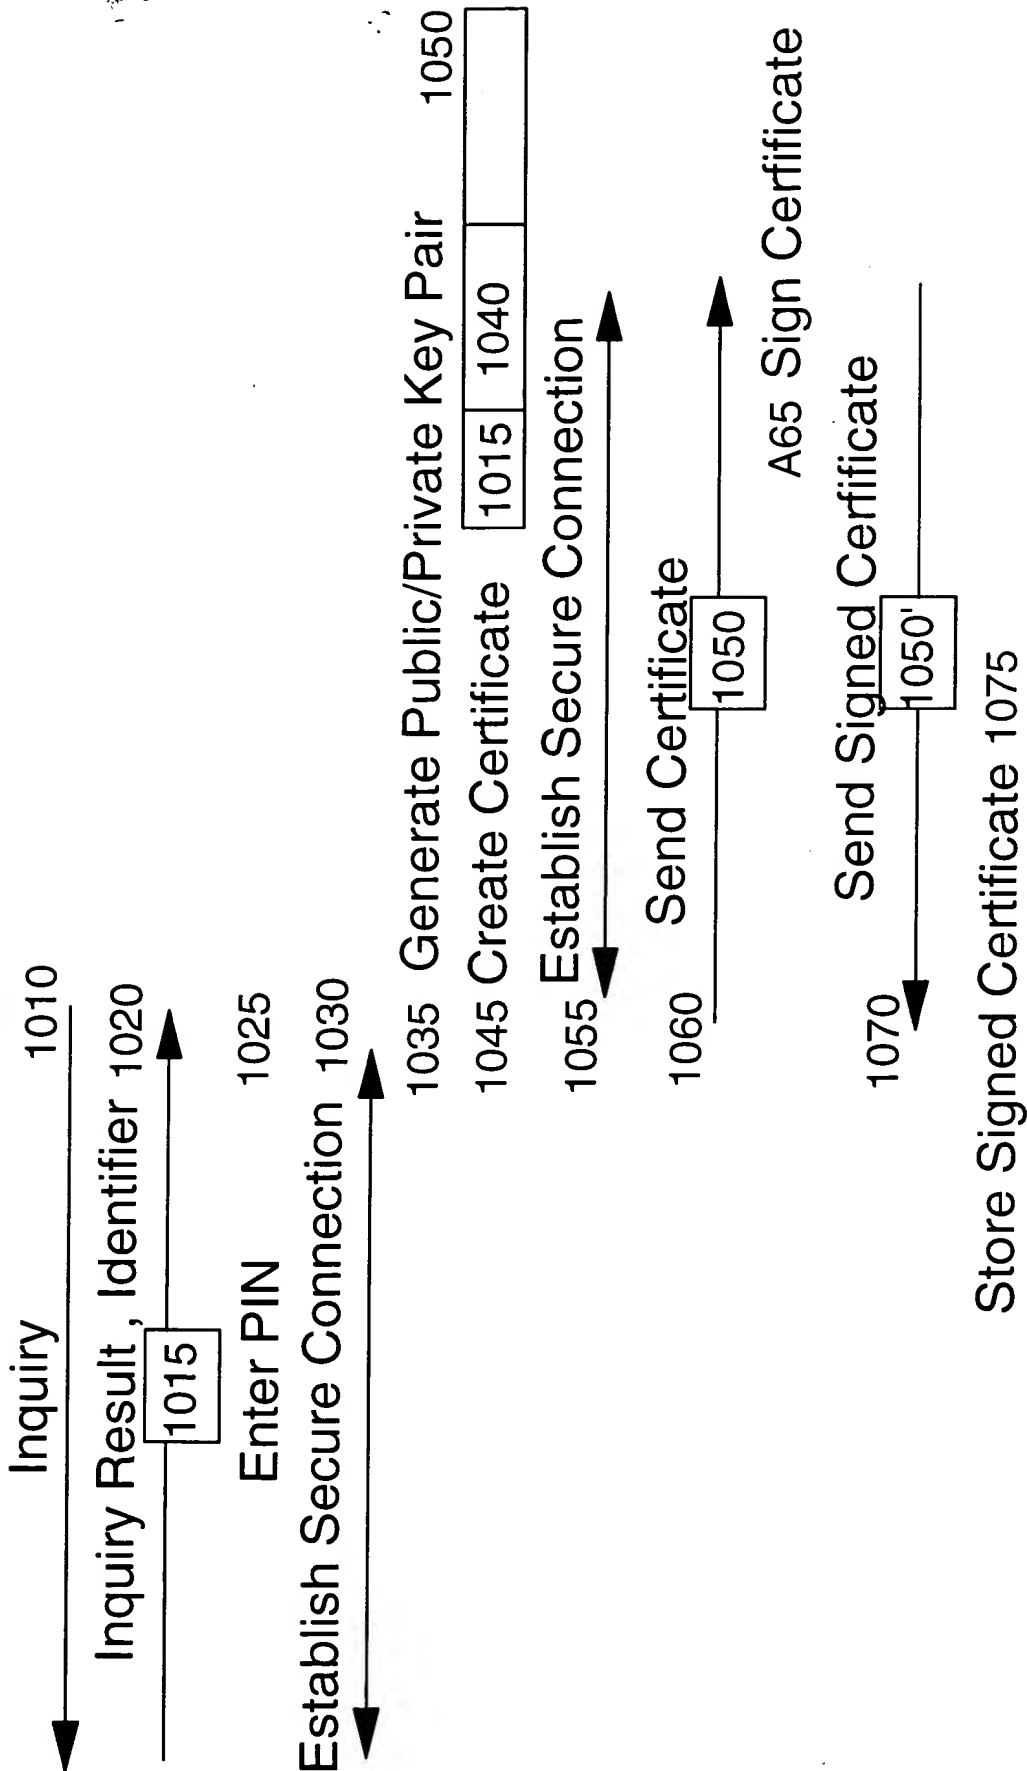 Inquiry 1010
Inquiry Result , Identifier 1020
1015
Enter PIN 1025
Establish Secure Connection 1030
1035 Generate Public/Private Key Pair 1050
1045 Create Certificate 1015 1040
1055 Establish Secure Connection
1060 Send Certificate
1050
A65 Sign Cerfificate
1070 Send Signed Cerfificate
1050'
Store Signed Certificate 1075